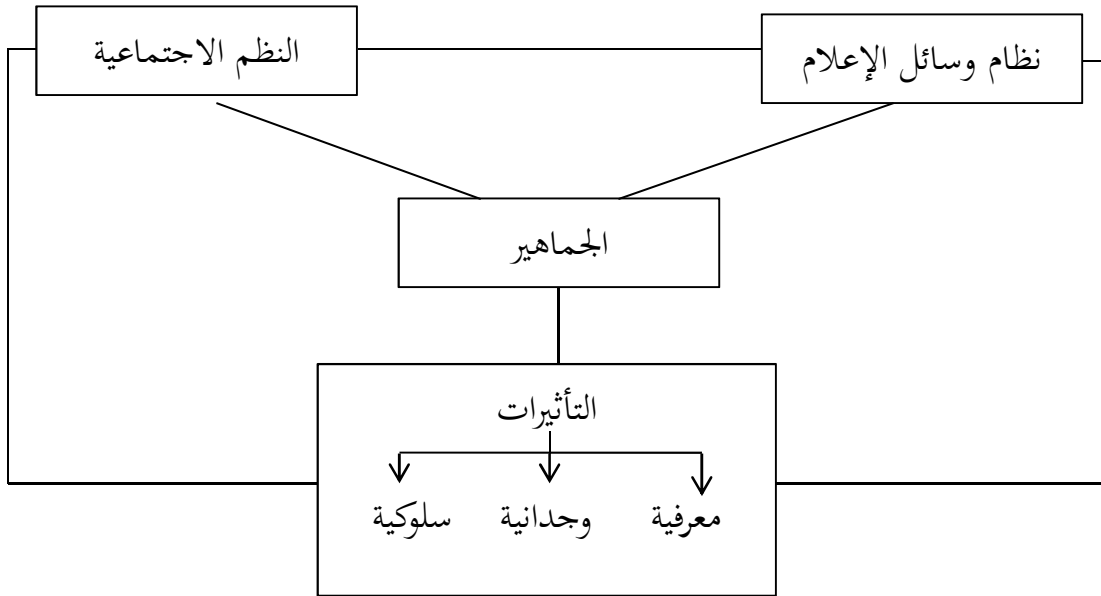 نظام وسائل الإعلام
النظم الاجتماعية
الجماهير
التأثيرات
معرفية
وجدانية
سلوكية